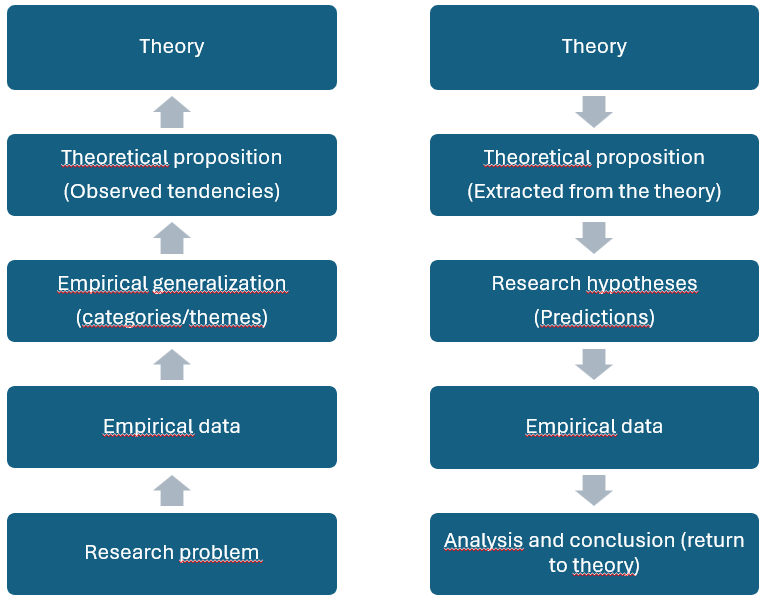 Theory
Theoretical proposition
(Observed tendencies)
Empirical generalization
(categories/themes)
Empirical data
Research problem
Theory
Theoretical proposition
(Extracted from the theory)
Research hypotheses
(Predictions)
Empirical data
Analysis and conclusion (return
to theory)